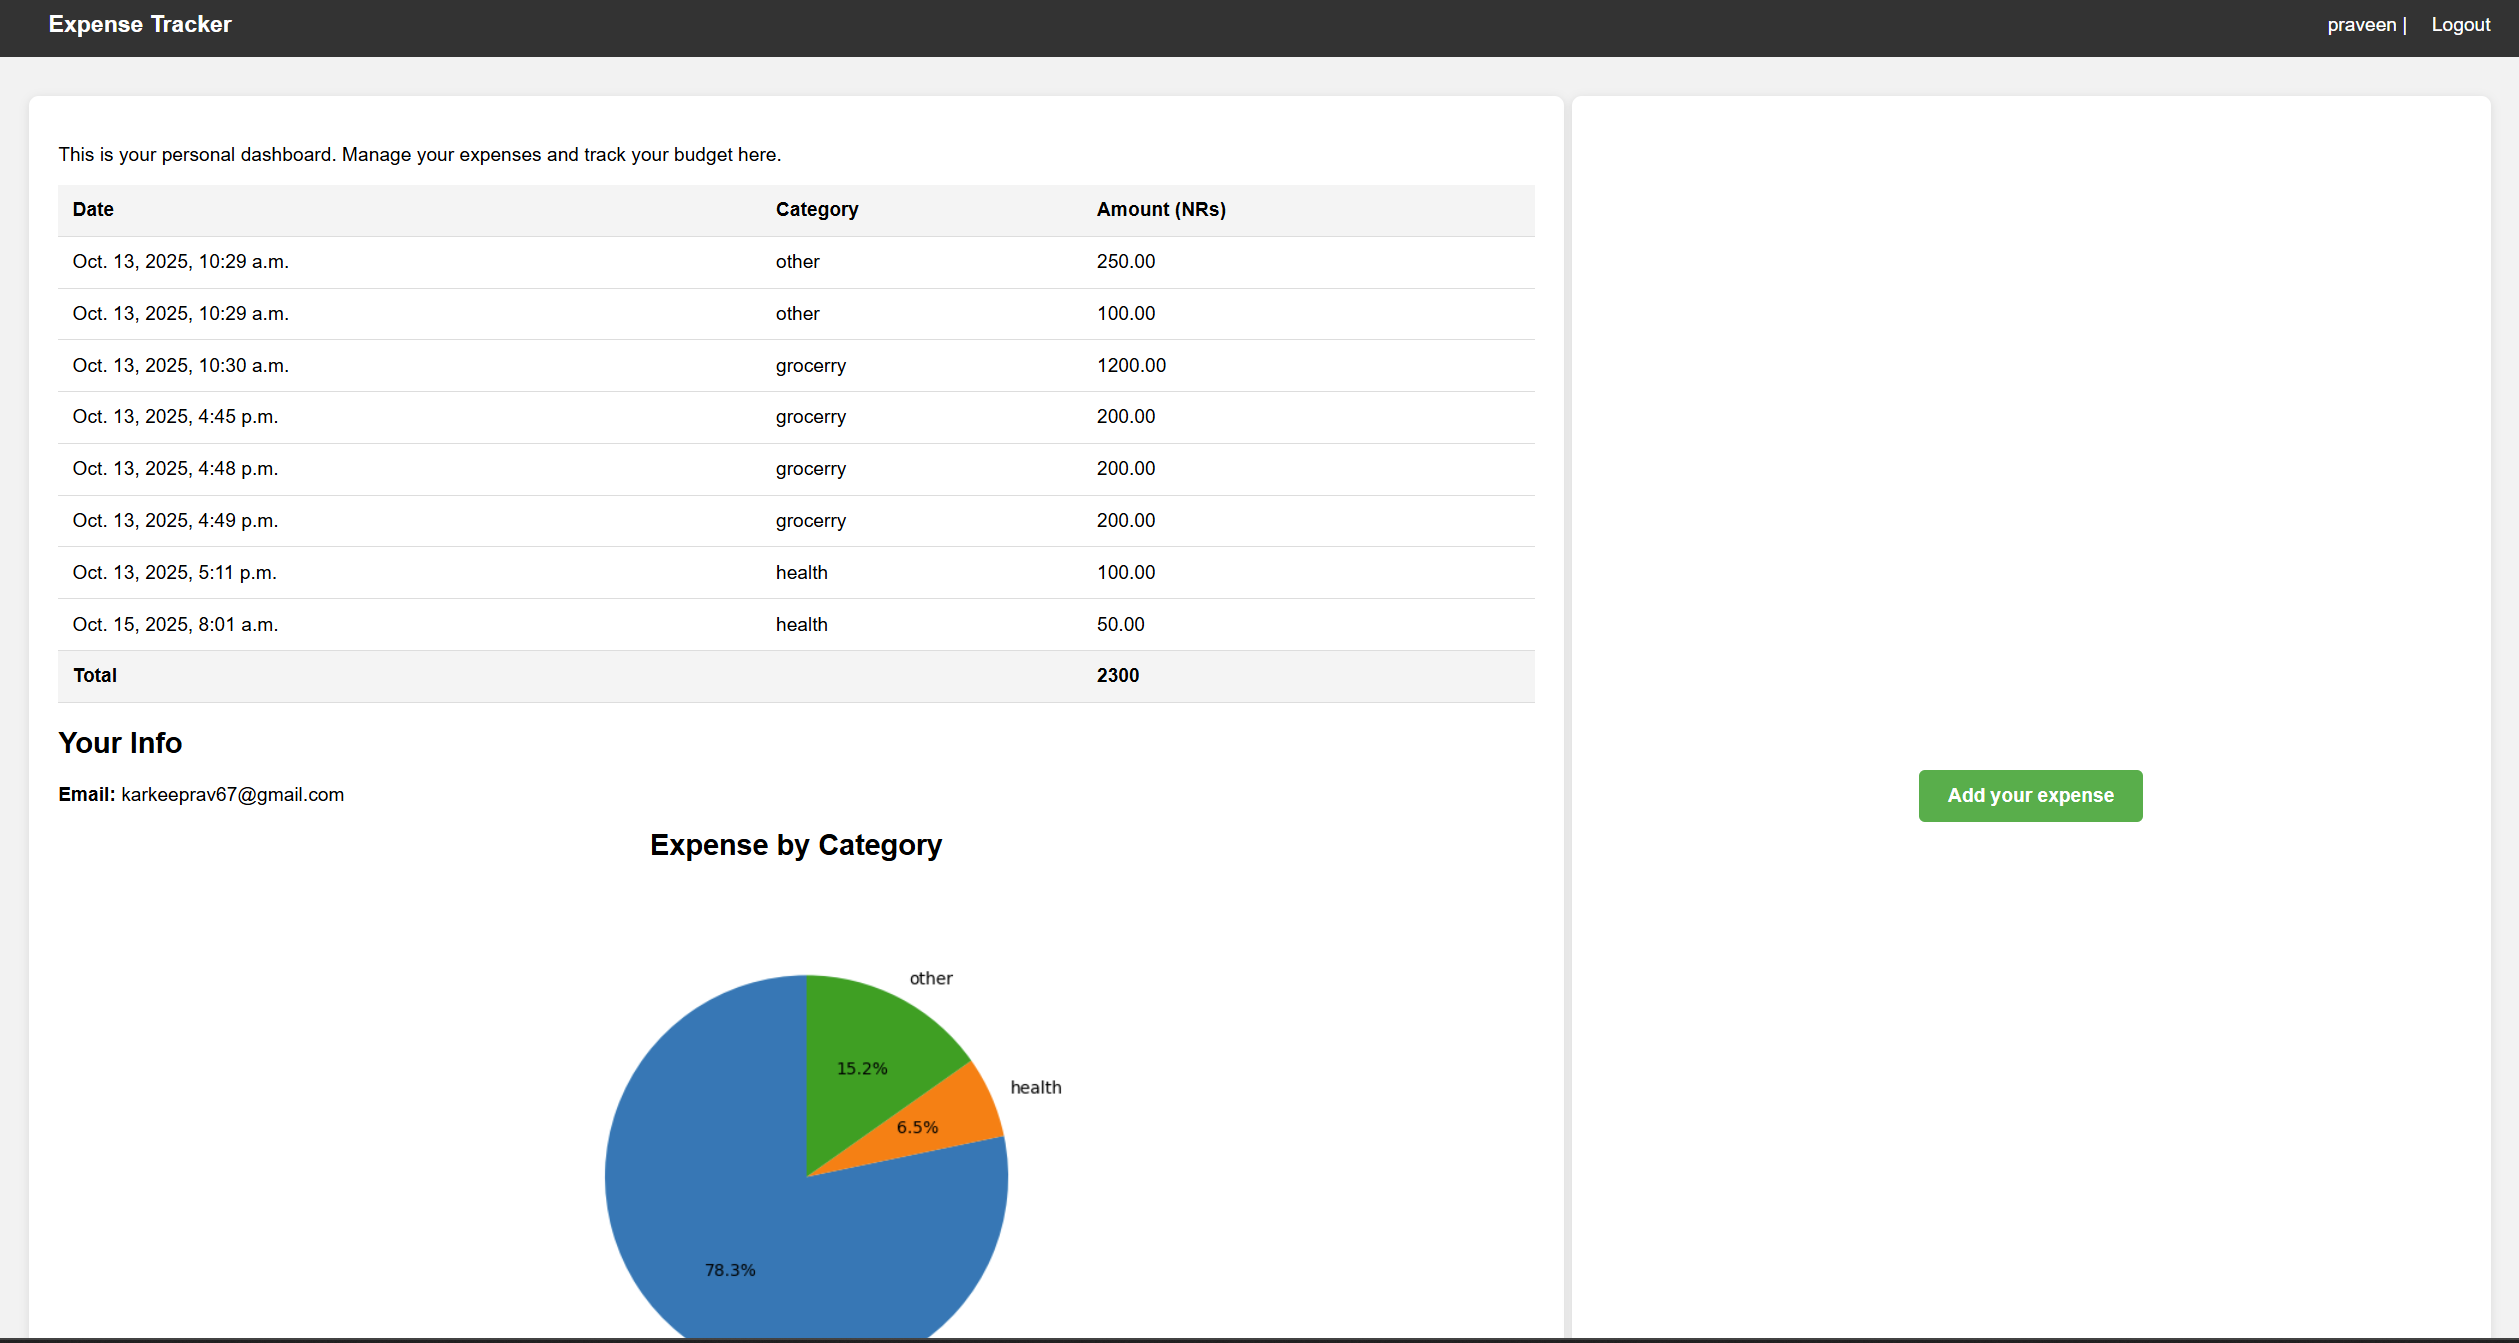 Expense Tracker
praveen | Logout
This is your personal dashboard. Manage your expenses and track your budget here.
Date Category Amount (NRs)
Oct. 13, 2025, 10:29 a.m. other 250.00
Oct. 13, 2025, 10:29 a.m. other 100.00
Oct. 13, 2025, 10:30 a.m. grocerry 1200.00
Oct. 13, 2025, 4:45 p.m. grocerry 200.00
Oct. 13, 2025, 4:48 p.m. grocerry 200.00
Oct. 13, 2025, 4:49 p.m. grocerry 200.00
Oct. 13, 2025, 5:11 p.m. health 100.00
Oct. 15, 2025, 8:01 a.m. health 50.00
Total 2300
Your Info
Email: karkeeprav67@gmail.com
Expense by Category
other
15.2%
health
6.5%
78.3%
Add your expense